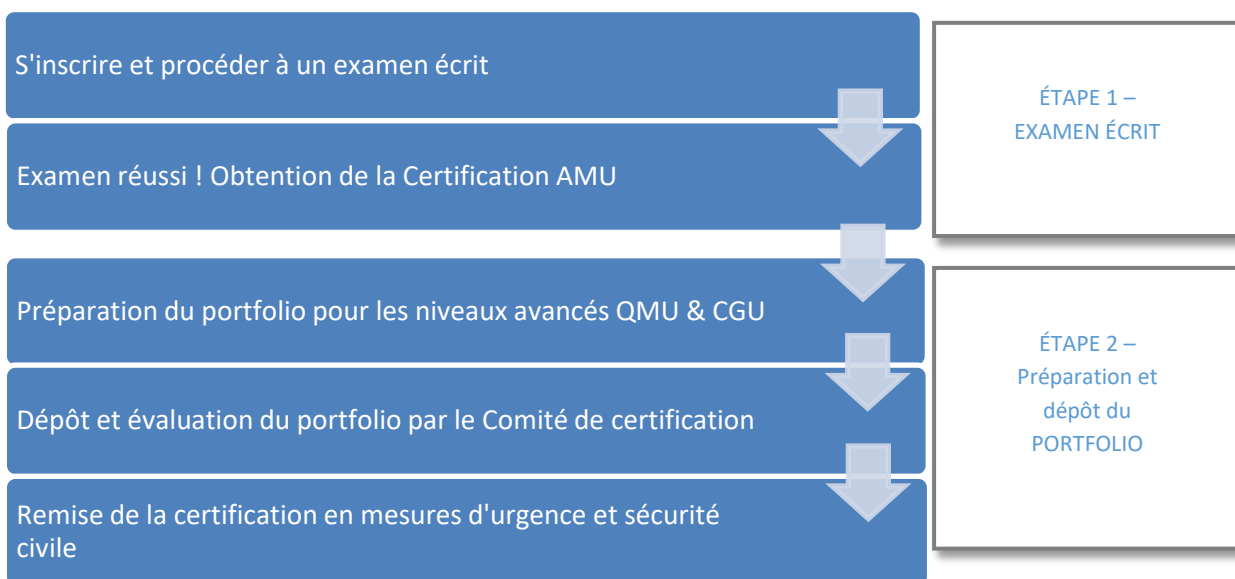 S'inscrire et procéder à un examen écrit
Examen réussi ! Obtention de la Certification AMU
ÉTAPE 1 –
EXAMEN ÉCRIT
Préparation du portfolio pour les niveaux avancés QMU & CGU
Dépôt et évaluation du portfolio par le Comité de certification
Remise de la certification en mesures d'urgence et sécurité
civile
ÉTAPE 2 –
Préparation et
dépôt du
PORTFOLIO